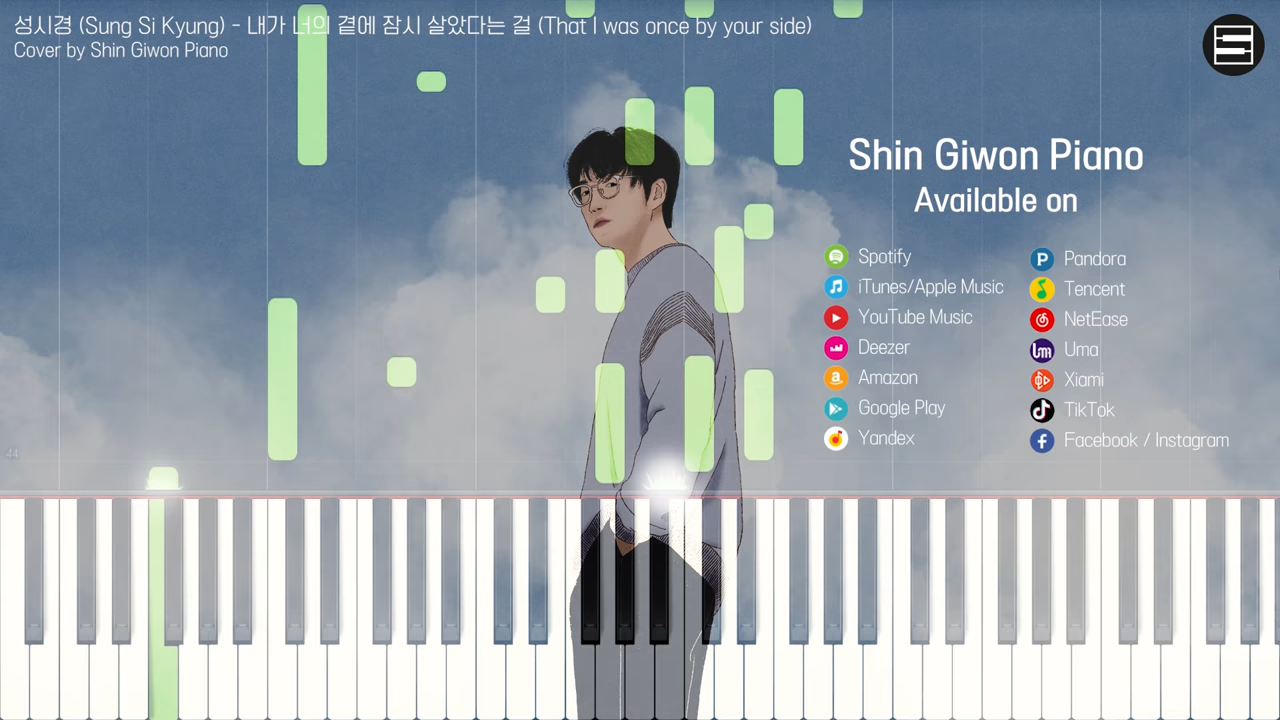 성시경 (Sung Si Kyung) - 내가 너의 곁에 잠시 살았다는 걸 (That I was once by your side)
Cover by Shin Giwon Piano
Shin Giwon Piano
Available on
Spotify
iTunes/Apple Music
YouTube Music
Deezer
Amazon
Google Play
Yandex
Pandora
Tencent
NetEase
Uma
Xiami
TikTok
Facebook / Instagram
44